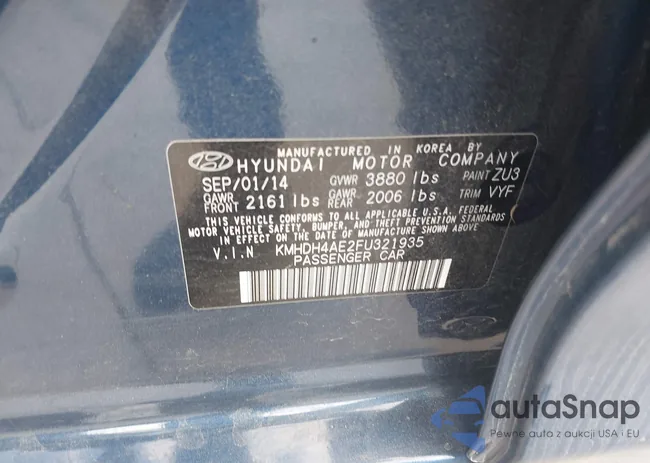 MANUFACTURED IN KOREA BY
HYUNDAI MOTOR COMPANY
SEP/01/14 GVWR 3880 lbs PAINT ZU3
GAWR FRONT 2161 lbs GAWR REAR 2006 lbs TRIM VYF
THIS VEHICLE CONFORMS TO ALL APPLICABLE U.S.A. FEDERAL
MOTOR VEHICLE SAFETY, BUMPER, AND THEFT PREVENTION STANDARDS
IN EFFECT ON THE DATE OF MANUFACTURE SHOWN ABOVE.
V.I.N KMHDH4AE2FU321935
PASSENGER CAR
autaSnap
Pewne auta z aukcji USA i EU